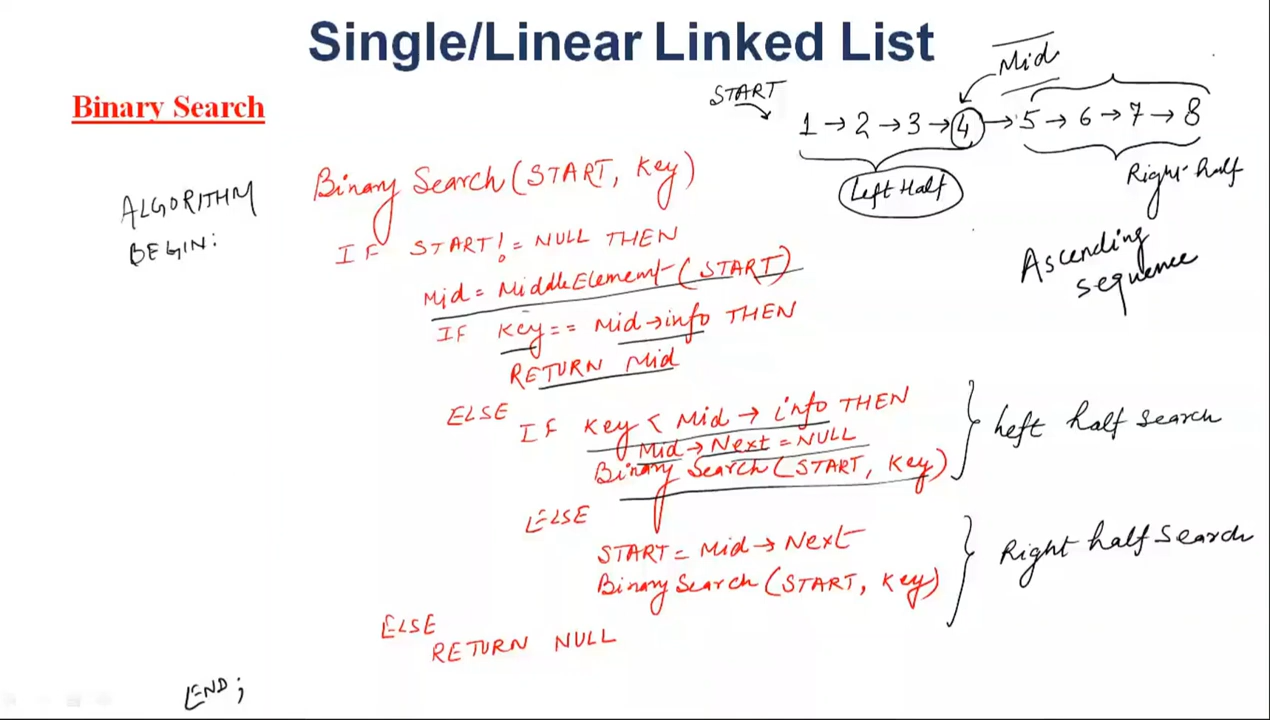 Single/Linear Linked List
Binary Search
START
Mid
1 → 2 → 3 → 4 → 5 → 6 → 7 → 8
Left Half
Right half
Ascending
sequence
ALGORITHM
BEGIN:
Binary Search (START, Key)
IF START != NULL THEN
Mid = MiddleElement (START)
IF Key == Mid → info THEN
RETURN Mid
ELSE
IF Key < Mid → info THEN
Mid → Next = NULL
Binary Search (START, Key)
Left half search
ELSE
START = Mid → Next
Binary Search (START, Key)
Right half search
ELSE
RETURN NULL
END;